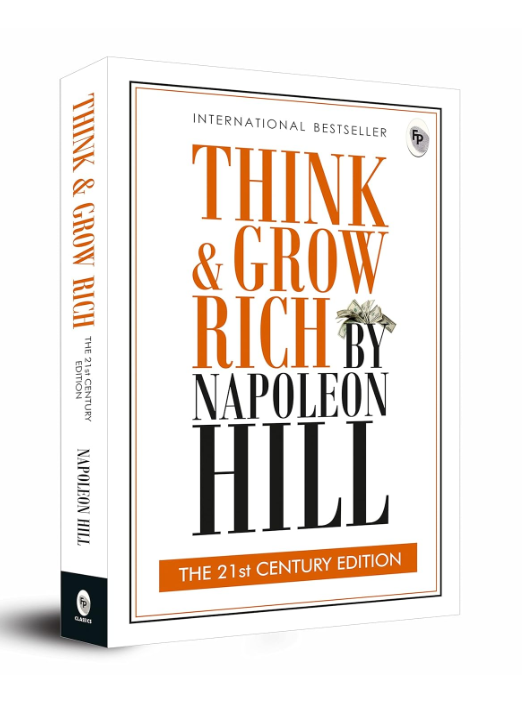 INTERNATIONAL BESTSELLER
FP
THINK
& GROW
RICH BY
NAPOLEON
HILL
THE 21st CENTURY EDITION
THINK & GROW RICH
THE 21st CENTURY
EDITION
NAPOLEON HILL
FP
CLASSICS